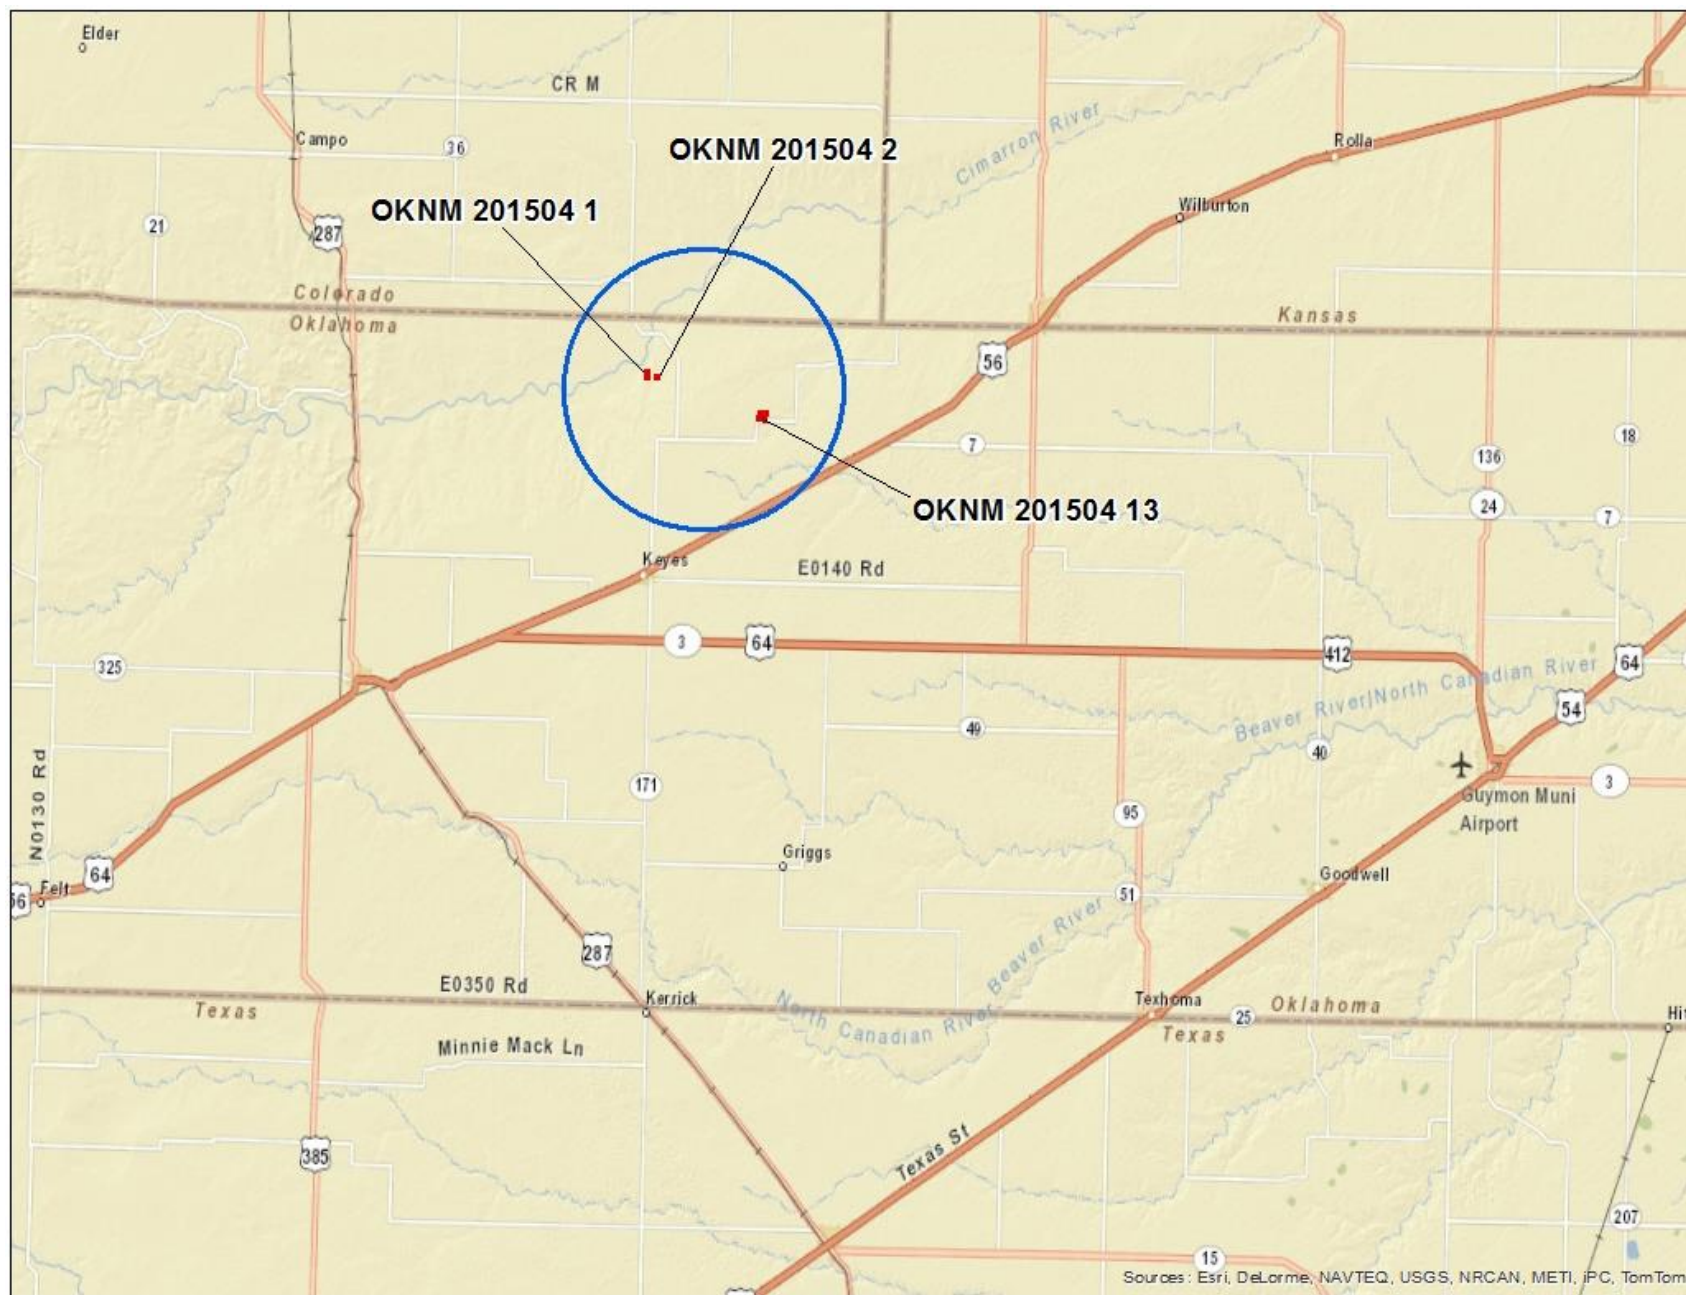 Elder
CR M
Campo
36
OKNM 201504 2
Cimarron River
Rolla
OKNM 201504 1
Wilburton
21
287
Colorado
Oklahoma
Kansas
56
7
18
136
24
7
OKNM 201504 13
Keyes
E0140 Rd
3
64
412
325
64
Beaver River/North Canadian River
54
49
40
N0130 Rd
171
95
3
Guymon Muni
Airport
Griggs
Goodwell
64
56
Felt
51
Beaver River
287
E0350 Rd
Kerrick
Texhoma
Oklahoma
Texas
North Canadian River
25
Texas
Hit
Minnie Mack Ln
Texas St
385
207
15
Sources: Esri, DeLorme, NAVTEQ, USGS, NRCAN, METI, iPC, TomTom